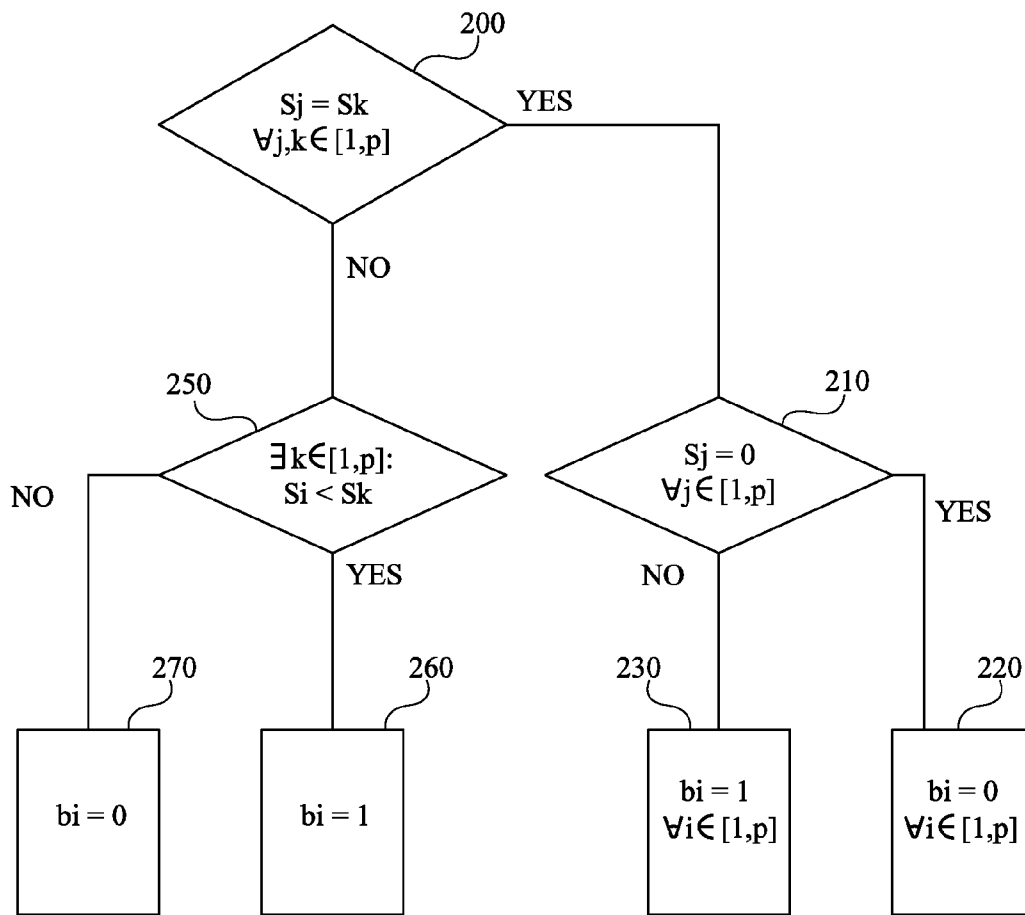 200
Sj = Sk
∀j,k∈[1,p]
YES
NO
250
210
∃k∈[1,p]:
Si < Sk
Sj = 0
∀j∈[1,p]
NO
YES
YES
NO
270
260
230
220
bi = 0
bi = 1
bi = 1
∀i∈[1,p]
bi = 0
∀i∈[1,p]